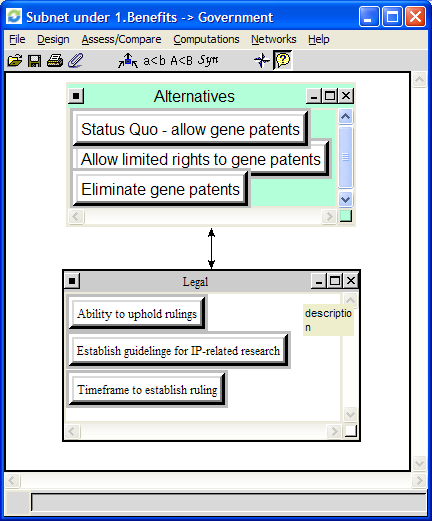 Subnet under 1.Benefits -> Government
File Design Assess/Compare Computations Networks Help
a<b A<B Syn
Alternatives
Status Quo - allow gene patents
Allow limited rights to gene patents
Eliminate gene patents
Legal
Ability to uphold rulings
descriptio
n
Establish guidelinge for IP-related research
Timeframe to establish ruling